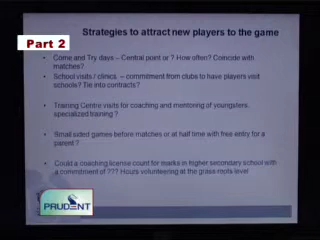 Strategies to attract new players to the game
Part 2
• Come and Try days – Central point or ? How often? Coincide with
matches?
• School visits / clinics. – commitment from clubs to have players visit
schools? Tie into contracts?
• Training Centre visits for coaching and mentoring of youngsters.
specialized training ?
• Small sided games before matches or at half time with free entry for a
parent ?
• Could a coaching license count for marks in higher secondary school with
a commitment of ??? Hours volunteering at the grass-roots level
PRUDENT